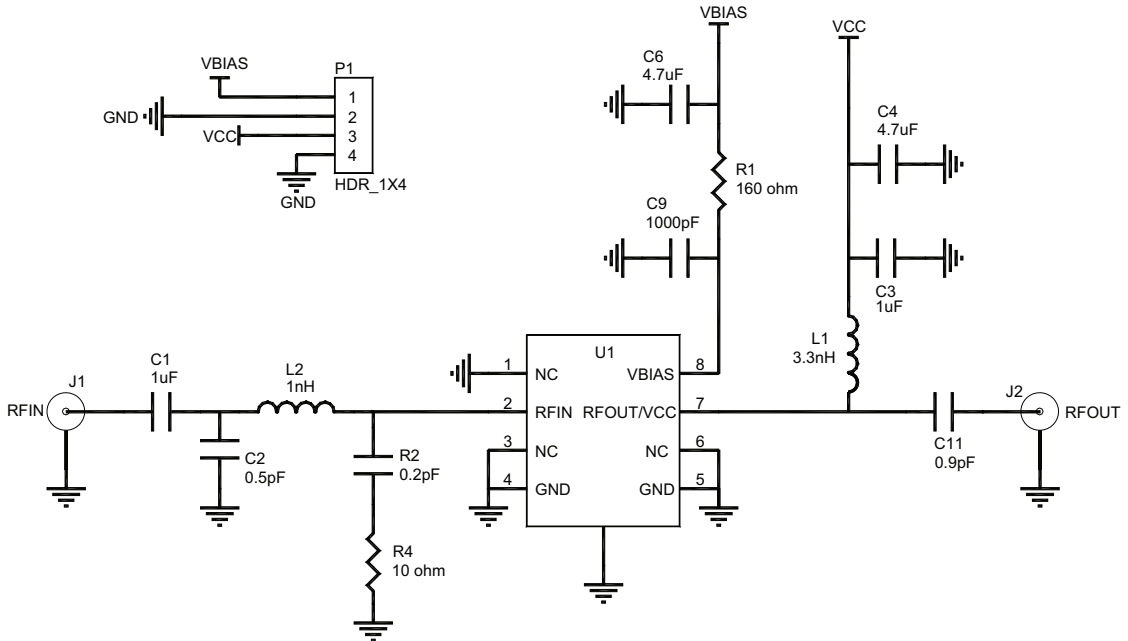 VBIAS
P1
1
GND
2
VCC
3
4
GND
HDR_1X4
VBIAS
C6
4.7uF
R1
160 ohm
C9
1000pF
VCC
C4
4.7uF
C3
1uF
L1
3.3nH
J1
RFIN
C1
1uF
L2
1nH
C2
0.5pF
R2
0.2pF
R4
10 ohm
U1
1
NC
VBIAS
8
2
RFIN
RFOUT/VCC
7
3
NC
NC
6
4
GND
GND
5
C11
0.9pF
J2
RFOUT